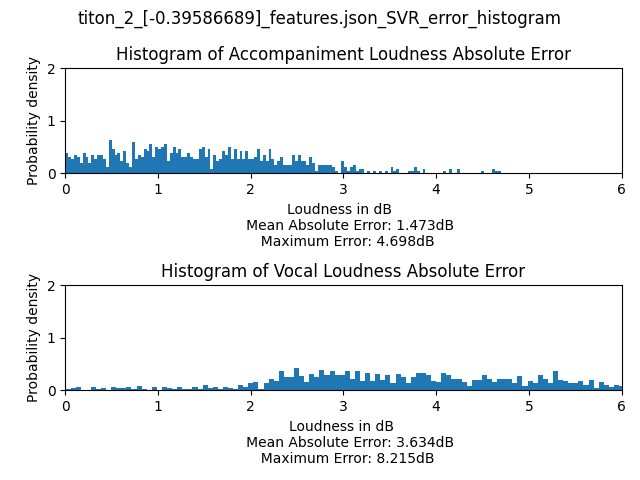 titon_2_[-0.39586689]_features.json_SVR_error_histogram
Histogram of Accompaniment Loudness Absolute Error
Probability density
2
1
0
0 1 2 3 4 5 6
Loudness in dB
Mean Absolute Error: 1.473dB
Maximum Error: 4.698dB
Histogram of Vocal Loudness Absolute Error
Probability density
2
1
0
0 1 2 3 4 5 6
Loudness in dB
Mean Absolute Error: 3.634dB
Maximum Error: 8.215dB